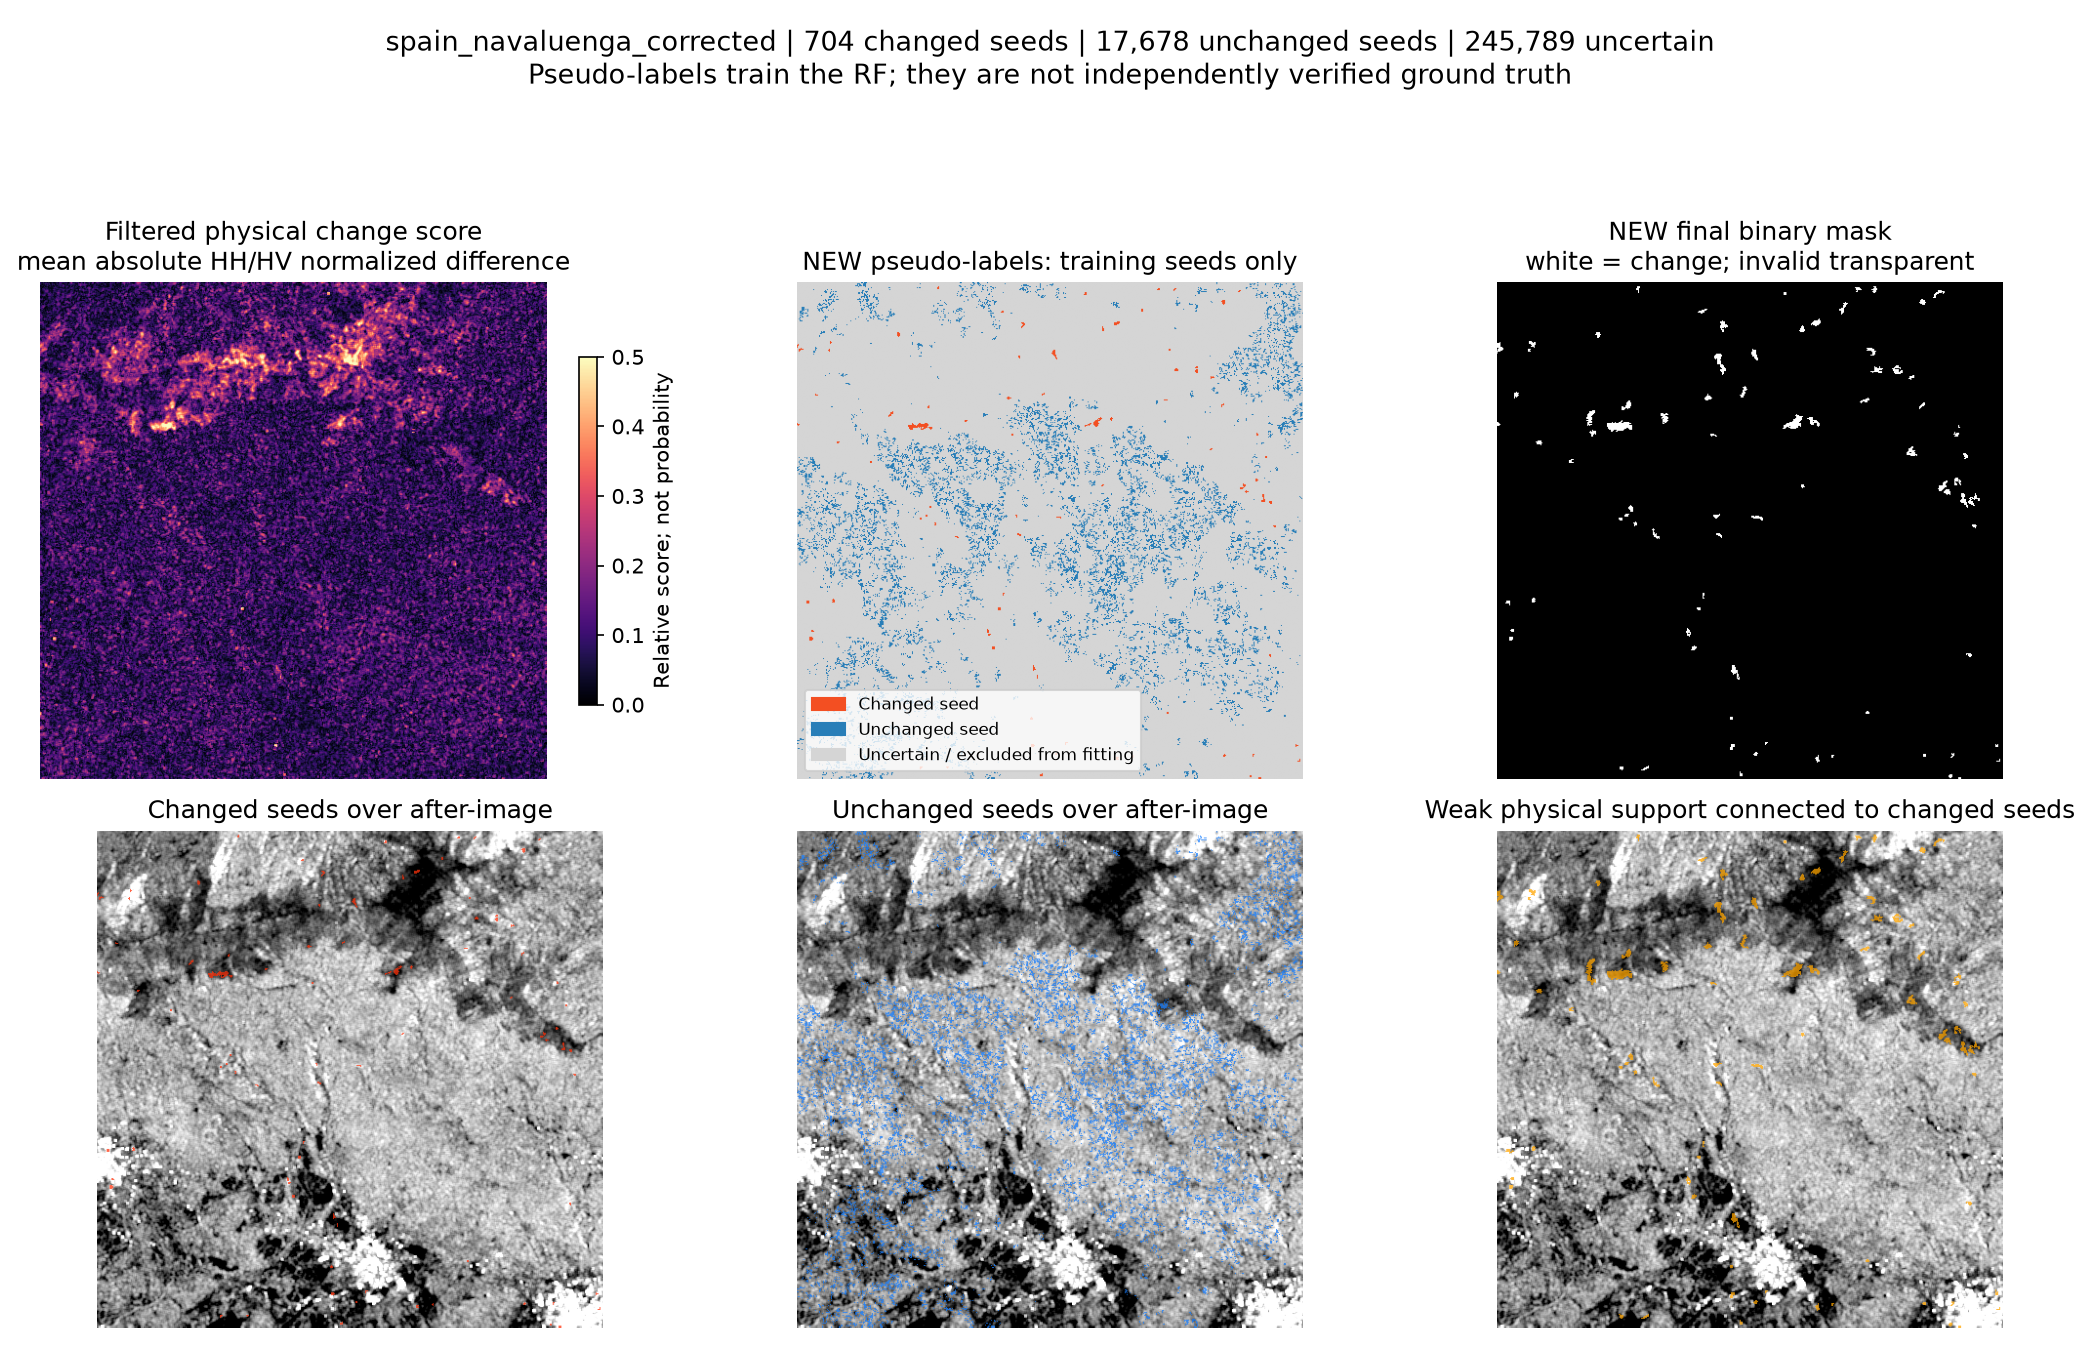 spain_navaluenga_corrected | 704 changed seeds | 17,678 unchanged seeds | 245,789 uncertain
Pseudo-labels train the RF; they are not independently verified ground truth
Filtered physical change score
mean absolute HH/HV normalized difference
0.5
0.4
0.3
0.2
0.1
0.0
Relative score; not probability
NEW pseudo-labels: training seeds only
Changed seed
Unchanged seed
Uncertain / excluded from fitting
NEW final binary mask
white = change; invalid transparent
Changed seeds over after-image
Unchanged seeds over after-image
Weak physical support connected to changed seeds